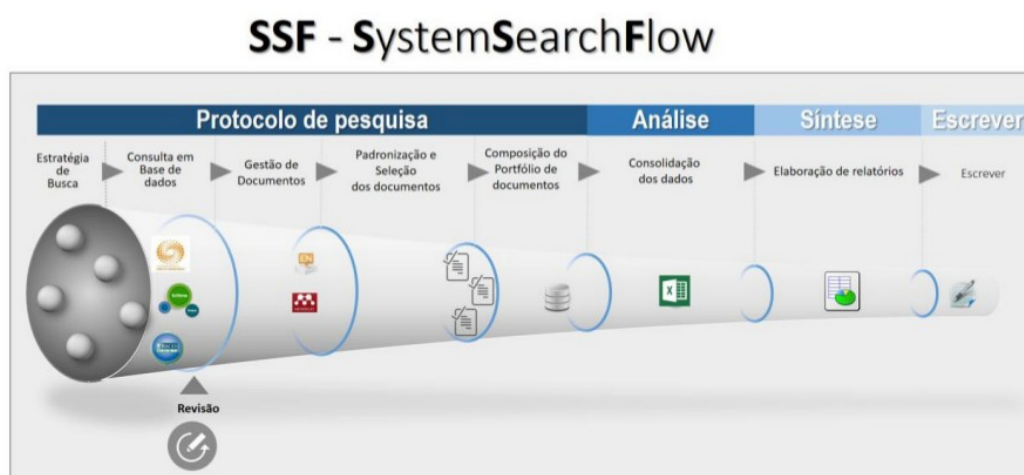 SSF - SystemSearchFlow
Protocolo de pesquisa
Análise
Síntese
Escrever
Estratégia
de
Busca
Consulta em
Base de
dados
Gestão de
Documentos
Padronização e
Seleção
dos documentos
Composição do
Portfólio de
documentos
Consolidação
dos dados
Elaboração de relatórios
Escrever
EN
X
Revisão